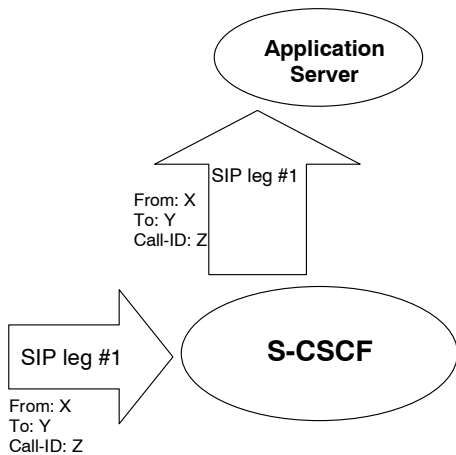 Application
Server
SIP leg #1
From: X
To: Y
Call-ID: Z
S-CSCF
SIP leg #1
From: X
To: Y
Call-ID: Z